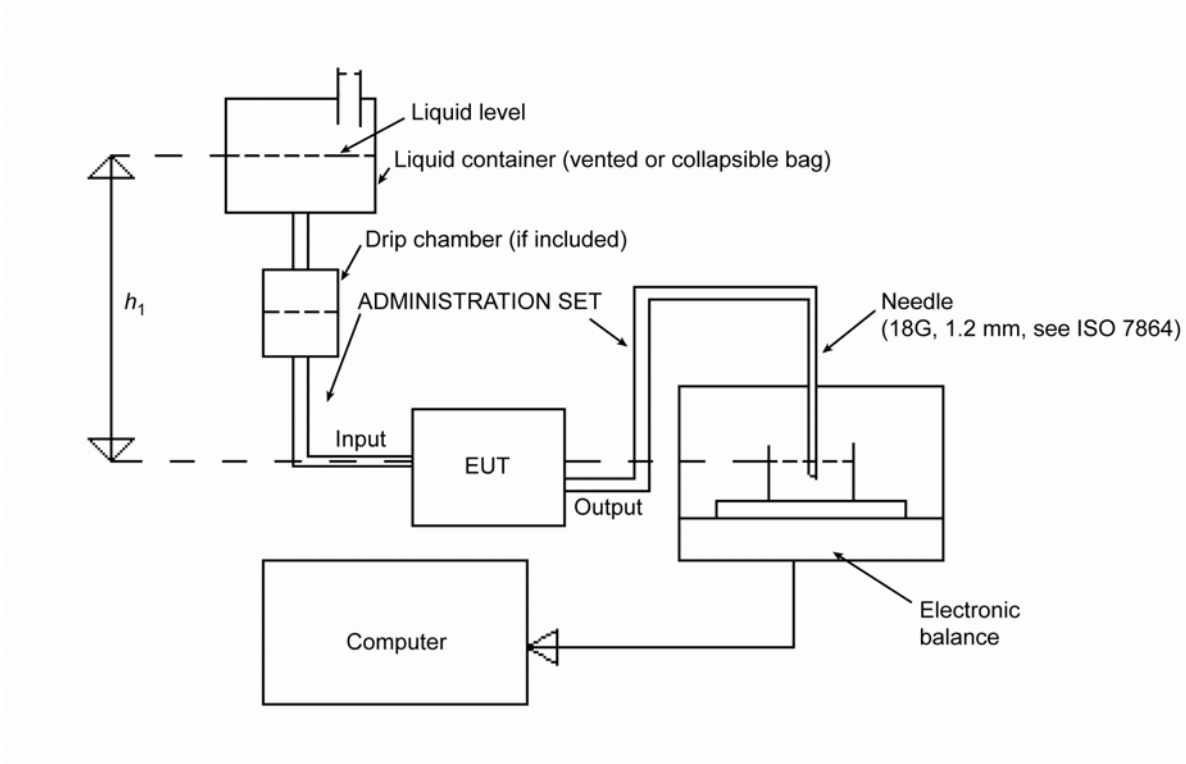 Liquid level
Liquid container (vented or collapsible bag)
Drip chamber (if included)
h1
ADMINISTRATION SET
Needle
(18G, 1.2 mm, see ISO 7864)
Input
EUT
Output
Computer
Electronic
balance